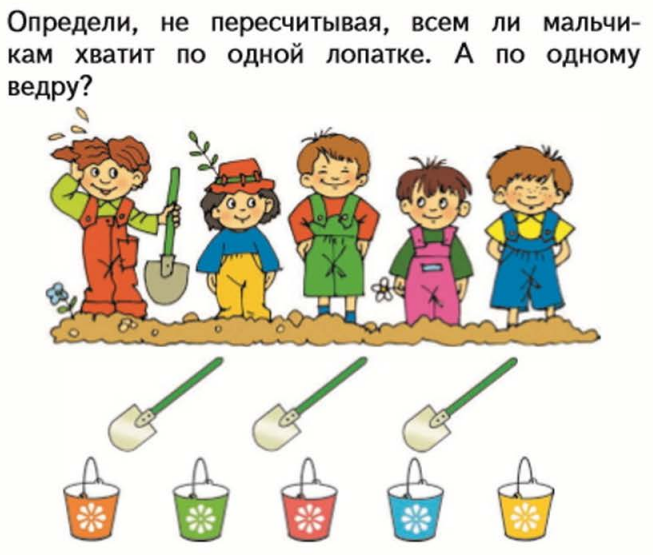 Определи, не пересчитывая, всем ли мальчи-
кам хватит по одной лопатке. А по одному
ведру?